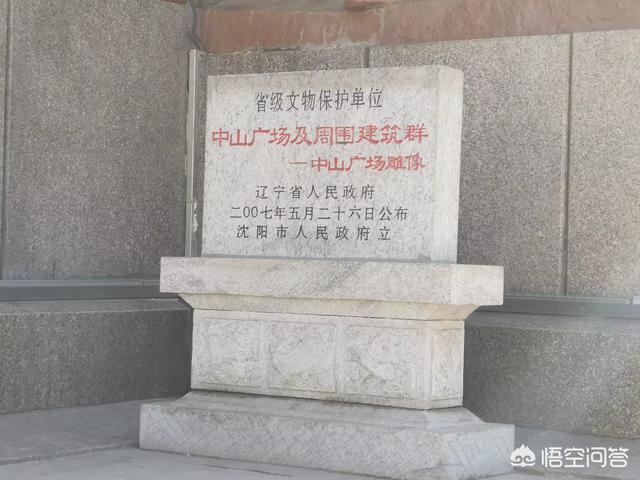 省级文物保护单位
中山广场及周围建筑群
—中山广场雕像
辽宁省人民政府
二〇〇七年五月二十六日公布
沈阳市人民政府立
悟空问答